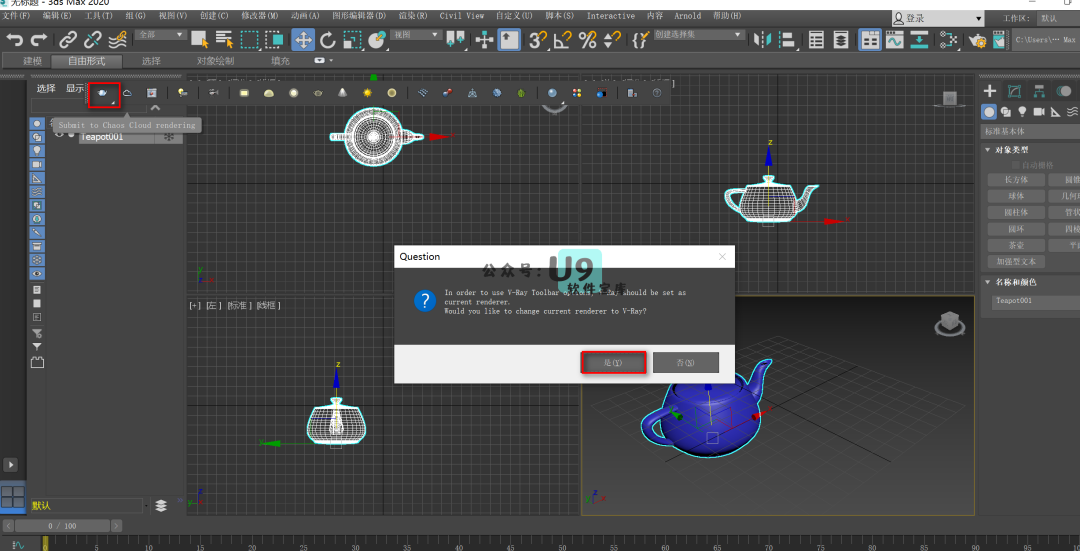 无标题 - 3ds Max 2020
文件(F) 编辑(E) 工具(T) 组(G) 视图(V) 创建(C) 修改器(M) 动画(A) 图形编辑器(D) 渲染(R) Civil View 自定义(U) 脚本(S) Interactive 内容 Arnold 帮助(H)
登录
工作区: 默认
全部
视图
创建选择集
C:\Users\··· Max
建模 自由形式 选择 对象绘制 填充
选择 显示
Submit to Chaos Cloud rendering
Teapot001
标准基本体
对象类型
自动栅格
长方体 圆锥
球体 几何
圆柱体 管状
圆环 四棱
茶壶 平
加强型文本
名称和颜色
Teapot001
Question
公众号: U9
软件宝库
In order to use V-Ray Toolbar
should be set as
current renderer.
Would you like to change current renderer to V-Ray?
是(Y) 否(N)
[+] [左] [标准] [线框]
z
z
z
y
x
默认
0 / 100
0 5 10 15 20 25 30 35 40 45 50 55 60 65 70 75 80 85 90 95